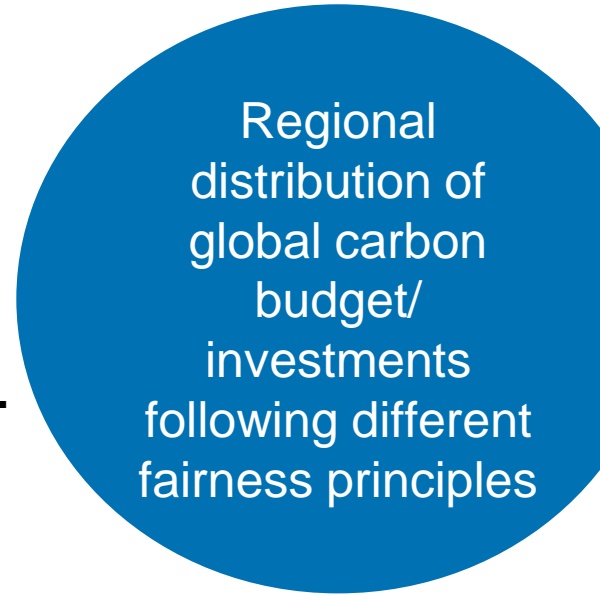 Regional
distribution of
global carbon
budget/
investments
following different
fairness principles